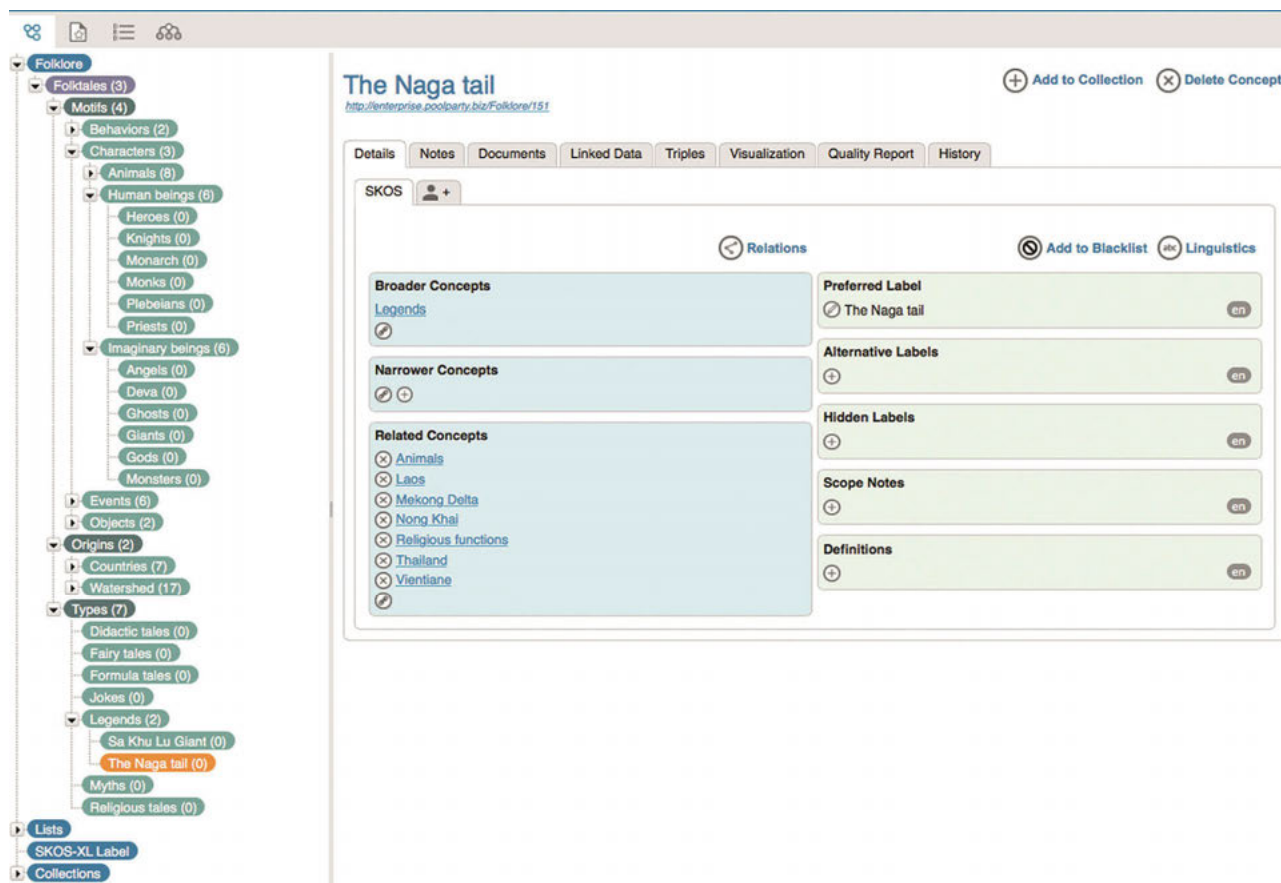 Folklore
Folktales (3)
Motifs (4)
Behaviors (2)
Characters (3)
Animals (8)
Human beings (6)
Heroes (0)
Knights (0)
Monarch (0)
Monks (0)
Plebeians (0)
Priests (0)
Imaginary beings (6)
Angels (0)
Deva (0)
Ghosts (0)
Giants (0)
Gods (0)
Monsters (0)
Events (6)
Objects (2)
Origins (2)
Countries (7)
Watershed (17)
Types (7)
Didactic tales (0)
Fairy tales (0)
Formula tales (0)
Jokes (0)
Legends (2)
Sa Khu Lu Giant (0)
The Naga tail (0)
Myths (0)
Religious tales (0)
Lists
SKOS-XL Label
Collections
The Naga tail
http://enterprise.poolparty.biz/Folklore/151
Add to Collection Delete Concept
Details Notes Documents Linked Data Triples Visualization Quality Report History
SKOS +
Relations
Add to Blacklist abc Linguistics
Broader Concepts
Legends
Narrower Concepts
Related Concepts
Animals
Laos
Mekong Delta
Nong Khai
Religious functions
Thailand
Vientiane
Preferred Label
The Naga tail en
Alternative Labels
en
Hidden Labels
en
Scope Notes
en
Definitions
en